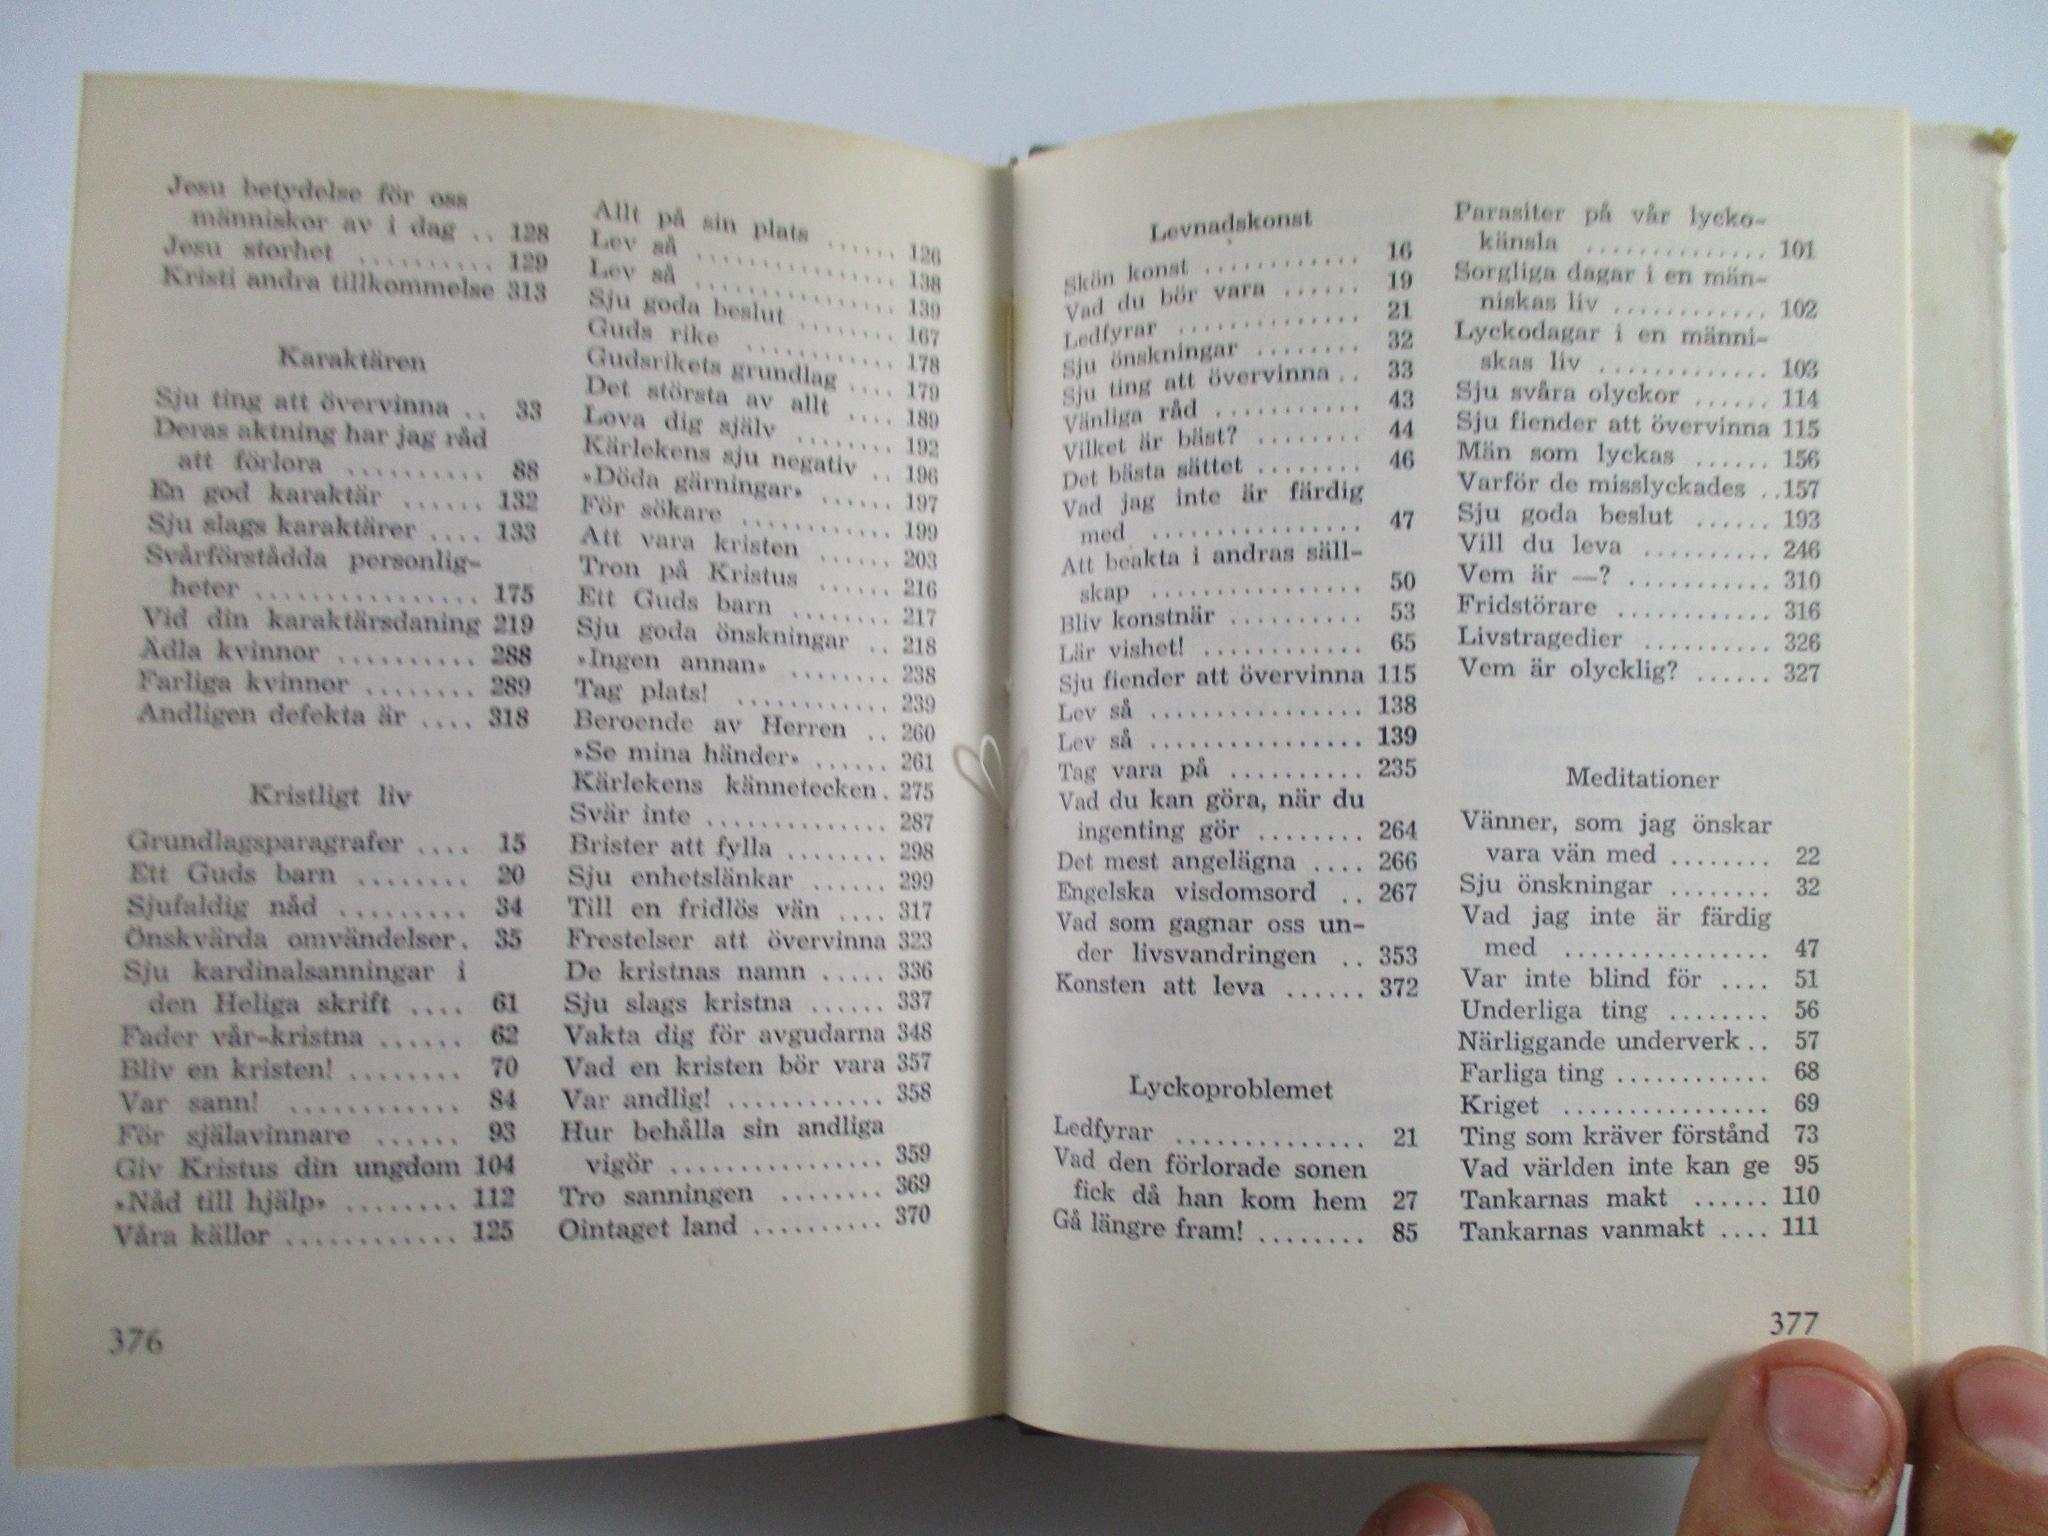 Jesu betydelse för oss
människor av i dag .. 128
Jesu storhet .......... 129
Kristi andra tillkommelse 313
Karaktären
Sju ting att övervinna .. 33
Deras aktning har jag råd
att förlora .......... 88
En god karaktär ...... 132
Sju slags karaktärer .... 133
Svårförstådda personlig-
heter ................ 175
Vid din karaktärsdaning 219
Ädla kvinnor .......... 288
Farliga kvinnor ........ 289
Andligen defekta är .... 318
Kristligt liv
Grundlagsparagrafer .... 15
Ett Guds barn ........ 20
Sjufaldig nåd ......... 34
Önskvärda omvändelser. 35
Sju kardinalsanningar i
den Heliga skrift .... 61
Fader vår-kristna ...... 62
Bliv en kristen! ........ 70
Var sann! ............ 84
För själavinnare ...... 93
Giv Kristus din ungdom 104
»Nåd till hjälp» ........ 112
Våra källor ............ 125
376
Allt på sin plats ...... 126
Lev så .............. 138
Lev så .............. 139
Sju goda beslut ........ 167
Guds rike ............ 178
Gudsrikets grundlag .... 179
Det största av allt .... 189
Lova dig själv ........ 192
Kärlekens sju negativ .. 196
»Döda gärningar» ...... 197
För sökare ........... 199
Att vara kristen ...... 203
Tron på Kristus ...... 216
Ett Guds barn ........ 217
Sju goda önskningar .. 218
»Ingen annan» ........ 238
Tag plats! ............ 239
Beroende av Herren .. 260
»Se mina händer» ...... 261
Kärlekens kännetecken. 275
Svär inte .............. 287
Brister att fylla ........ 298
Sju enhetslänkar ...... 299
Till en fridlös vän .... 317
Frestelser att övervinna 323
De kristnas namn ..... 336
Sju slags kristna ...... 337
Vakta dig för avgudarna 348
Vad en kristen bör vara 357
Var andlig! ............ 358
Hur behålla sin andliga
vigör ................ 359
Tro sanningen ........ 369
Ointaget land .......... 370
Levnadskonst
Skön konst ............ 16
Vad du bör vara ...... 19
Ledfyrar .............. 21
Sju önskningar ........ 32
Sju ting att övervinna .. 33
Vänliga råd ........... 43
Vilket är bäst? ........ 44
Det bästa sättet ........ 46
Vad jag inte är färdig
med ................ 47
Att beakta i andras säll-
skap ................ 50
Bliv konstnär .......... 53
Lär vishet! ............ 65
Sju fiender att övervinna 115
Lev så ................ 138
Lev så ................ 139
Tag vara på .......... 235
Vad du kan göra, när du
ingenting gör ........ 264
Det mest angelägna .... 266
Engelska visdomsord .. 267
Vad som gagnar oss un-
der livsvandringen .. 353
Konsten att leva ...... 372
Lyckoproblemet
Ledfyrar .............. 21
Vad den förlorade sonen
fick då han kom hem 27
Gå längre fram! ........ 85
Parasiter på vår lycko-
känsla .............. 101
Sorgliga dagar i en män-
niskas liv ............ 102
Lyckodagar i en männi-
skas liv ............. 103
Sju svåra olyckor ...... 114
Sju fiender att övervinna 115
Män som lyckas ...... 156
Varför de misslyckades ..157
Sju goda beslut ...... 193
Vill du leva .......... 246
Vem är —? ........... 310
Fridstörare ............ 316
Livstragedier .......... 326
Vem är olycklig? ...... 327
Meditationer
Vänner, som jag önskar
vara vän med ........ 22
Sju önskningar ........ 32
Vad jag inte är färdig
med ................ 47
Var inte blind för .... 51
Underliga ting ........ 56
Närliggande underverk .. 57
Farliga ting ............ 68
Kriget ................ 69
Ting som kräver förstånd 73
Vad världen inte kan ge 95
Tankarnas makt ...... 110
Tankarnas vanmakt .... 111
377